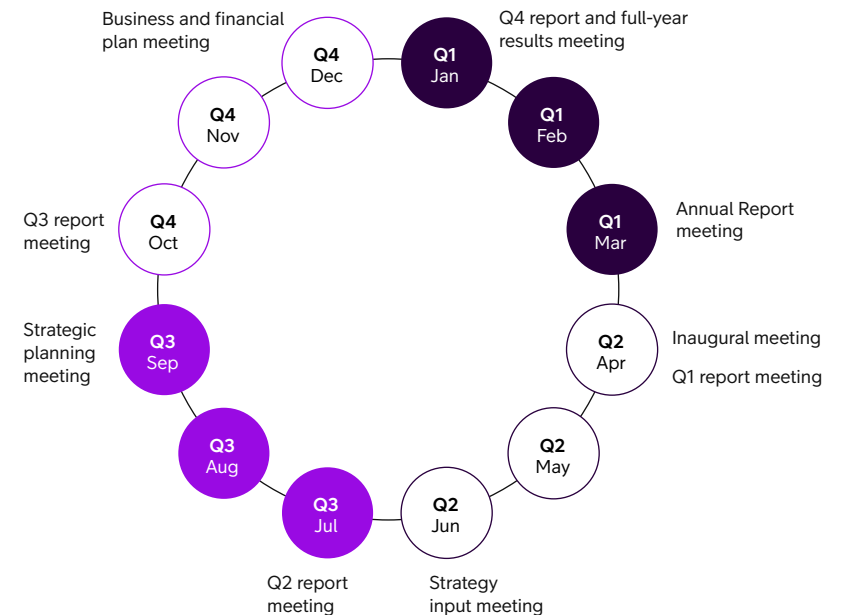 Business and financial
plan meeting
Q4
Dec
Q1
Jan
Q4 report and full-year
results meeting
Q4
Nov
Q1
Feb
Q3 report
meeting
Q4
Oct
Q1
Mar
Annual Report
meeting
Strategic
planning
meeting
Q3
Sep
Q2
Apr
Inaugural meeting
Q1 report meeting
Q3
Aug
Q2
May
Q3
Jul
Q2
Jun
Q2 report
meeting
Strategy
input meeting